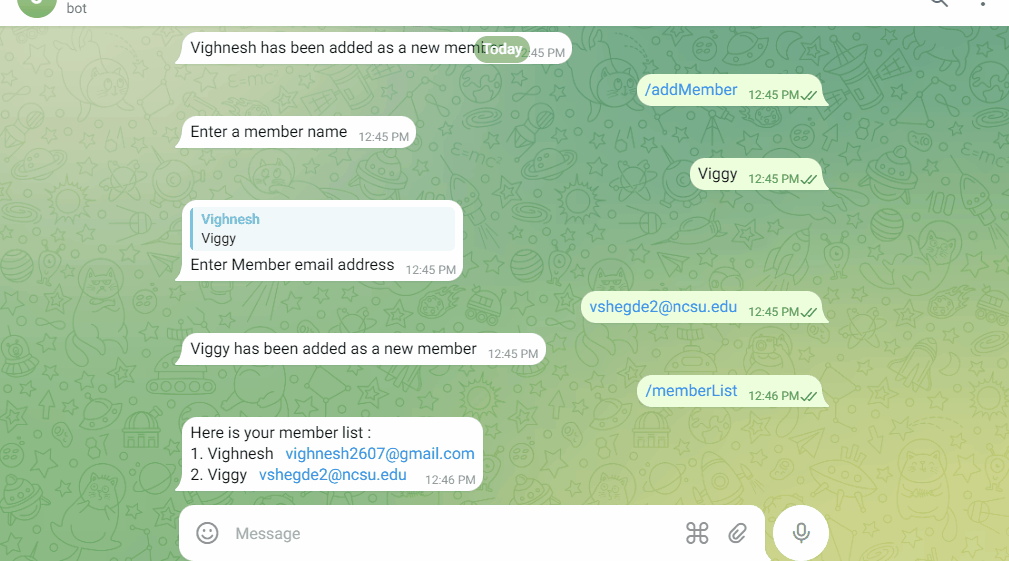 bot
Vighnesh has been added as a new
Today
:45 PM
/addMember 12:45 PM
Enter a member name 12:45 PM
Viggy 12:45 PM
Vighnesh
Viggy
Enter Member email address 12:45 PM
vshegde2@ncsu.edu 12:45 PM
Viggy has been added as a new member 12:45 PM
/memberList 12:46 PM
Here is your member list :
1. Vighnesh vighnesh2607@gmail.com
2. Viggy vshegde2@ncsu.edu 12:46 PM
Message